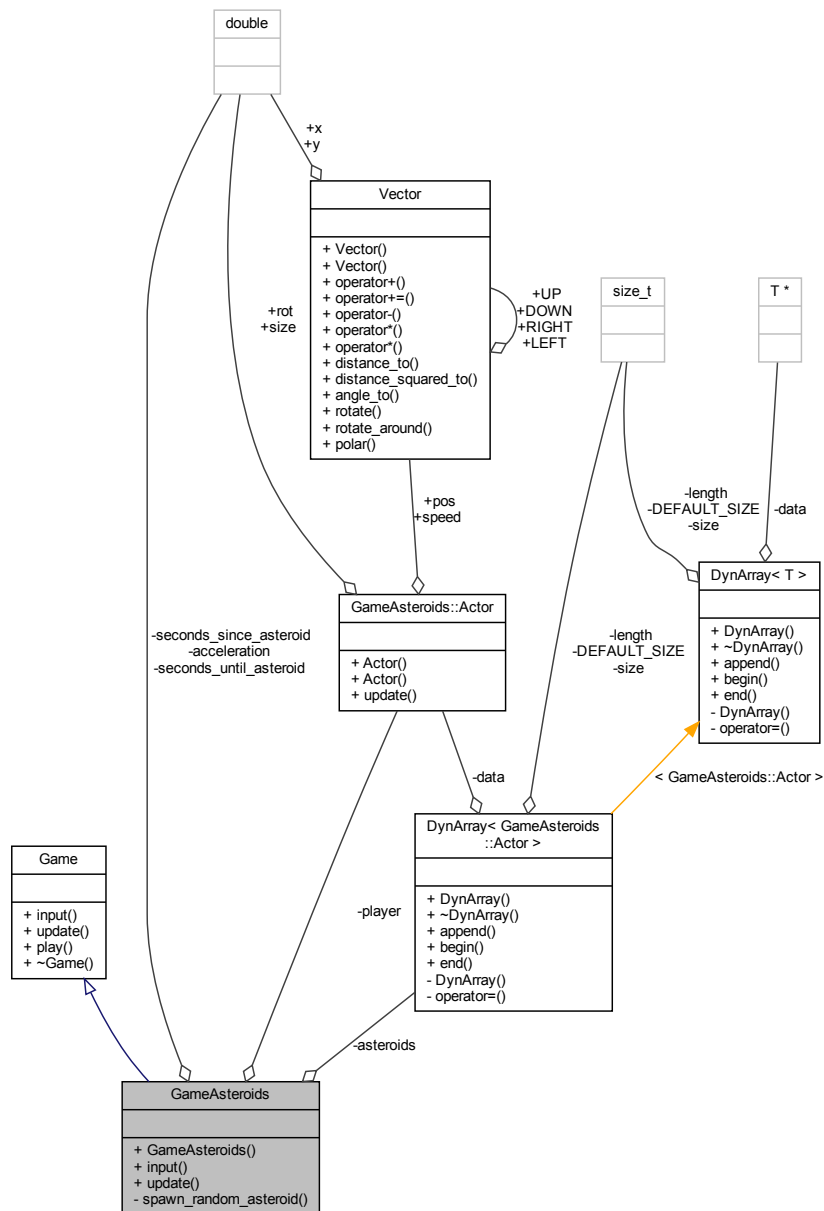 double
+x
+y
Vector
+ Vector()
+ Vector()
+ operator+()
+ operator+=()
+ operator-()
+ operator*()
+ operator*()
+ distance_to()
+ distance_squared_to()
+ angle_to()
+ rotate()
+ rotate_around()
+ polar()
+UP
+DOWN
+RIGHT
+LEFT
size_t
T *
+rot
+size
+pos
+speed
-length
-DEFAULT_SIZE
-size
-data
DynArray< T >
+ DynArray()
+ ~DynArray()
+ append()
+ begin()
+ end()
- DynArray()
- operator=()
GameAsteroids::Actor
+ Actor()
+ Actor()
+ update()
-seconds_since_asteroid
-acceleration
-seconds_until_asteroid
-length
-DEFAULT_SIZE
-size
-data
< GameAsteroids::Actor >
DynArray< GameAsteroids
::Actor >
+ DynArray()
+ ~DynArray()
+ append()
+ begin()
+ end()
- DynArray()
- operator=()
Game
+ input()
+ update()
+ play()
+ ~Game()
-player
-asteroids
GameAsteroids
+ GameAsteroids()
+ input()
+ update()
- spawn_random_asteroid()